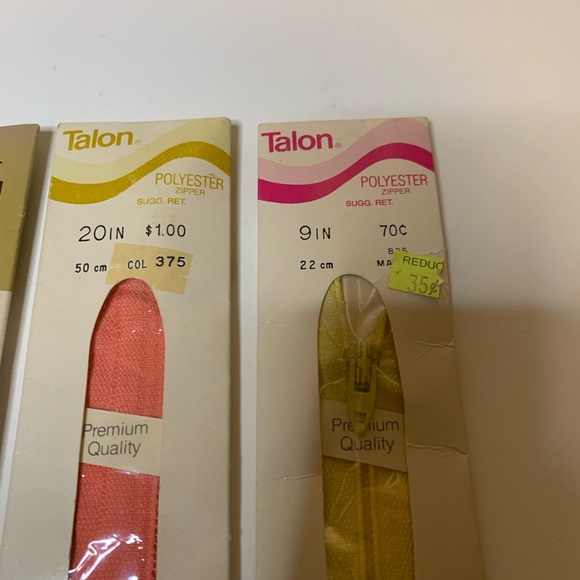 Talon®
POLYESTER
ZIPPER
SUGG. RET.
20IN $1.00
50 cm COL 375
Premium
Quality
Talon®
POLYESTER
ZIPPER
SUGG. RET.
9IN 70¢
22 cm
REDUC
35¢
Premium
Quality